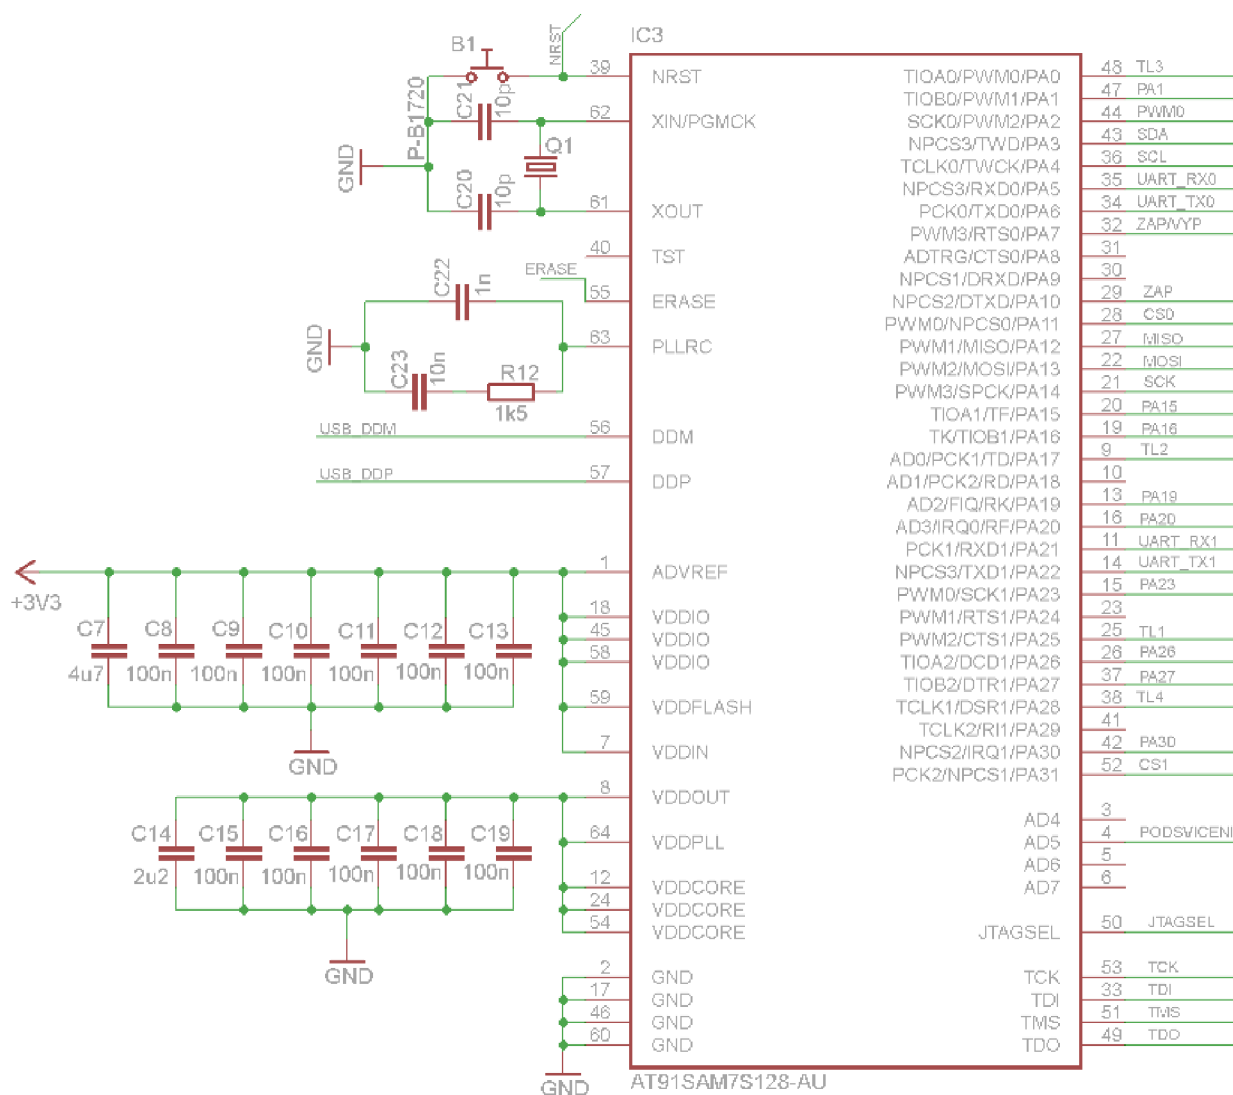 IC3
B1
NRST
39 NRST
P-B1720
C21
10p
62 XIN/PGMCK
GND
Q1
C20
10p
61 XOUT
40 TST
ERASE
55 ERASE
C22
1n
GND
63 PLLRC
C23
10n
R12
1k5
USB_DDM
56 DDM
USB_DDP
57 DDP
+3V3
1 ADVREF
18 VDDIO
45 VDDIO
58 VDDIO
59 VDDFLASH
7 VDDIN
C7 C8 C9 C10 C11 C12 C13
4u7 100n 100n 100n 100n 100n 100n
GND
8 VDDOUT
64 VDDPLL
12 VDDCORE
24 VDDCORE
54 VDDCORE
C14 C15 C16 C17 C18 C19
2u2 100n 100n 100n 100n 100n
GND
2 GND
17 GND
46 GND
60 GND
GND
TIOA0/PWM0/PA0 48 TL3
TIOB0/PWM1/PA1 47 PA1
SCK0/PWM2/PA2 44 PWM0
NPCS3/TWD/PA3 43 SDA
TCLK0/TWCK/PA4 36 SCL
NPCS3/RXD0/PA5 35 UART_RX0
PCK0/TXD0/PA6 34 UART_TX0
PWM3/RTS0/PA7 32 ZAP/VYP
ADTRG/CTS0/PA8 31
NPCS1/DRXD/PA9 30
NPCS2/DTXD/PA10 29 ZAP
PWM0/NPCS0/PA11 28 CS0
PWM1/MISO/PA12 27 MISO
PWM2/MOSI/PA13 22 MOSI
PWM3/SPCK/PA14 21 SCK
TIOA1/TF/PA15 20 PA15
TK/TIOB1/PA16 19 PA16
AD0/PCK1/TD/PA17 9 TL2
AD1/PCK2/RD/PA18 10
AD2/FIQ/RK/PA19 13 PA19
AD3/IRQ0/RF/PA20 16 PA20
PCK1/RXD1/PA21 11 UART_RX1
NPCS3/TXD1/PA22 14 UART_TX1
PWM0/SCK1/PA23 15 PA23
PWM1/RTS1/PA24 23
PWM2/CTS1/PA25 25 TL1
TIOA2/DCD1/PA26 26 PA26
TIOB2/DTR1/PA27 37 PA27
TCLK1/DSR1/PA28 38 TL4
TCLK2/RI1/PA29 41
NPCS2/IRQ1/PA30 42 PA30
PCK2/NPCS1/PA31 52 CS1
AD4 3
AD5 4 PODSVICENI
AD6 5
AD7 6
JTAGSEL 50 JTAGSEL
TCK 53 TCK
TDI 33 TDI
TMS 51 TMS
TDO 49 TDO
AT91SAM7S128-AU